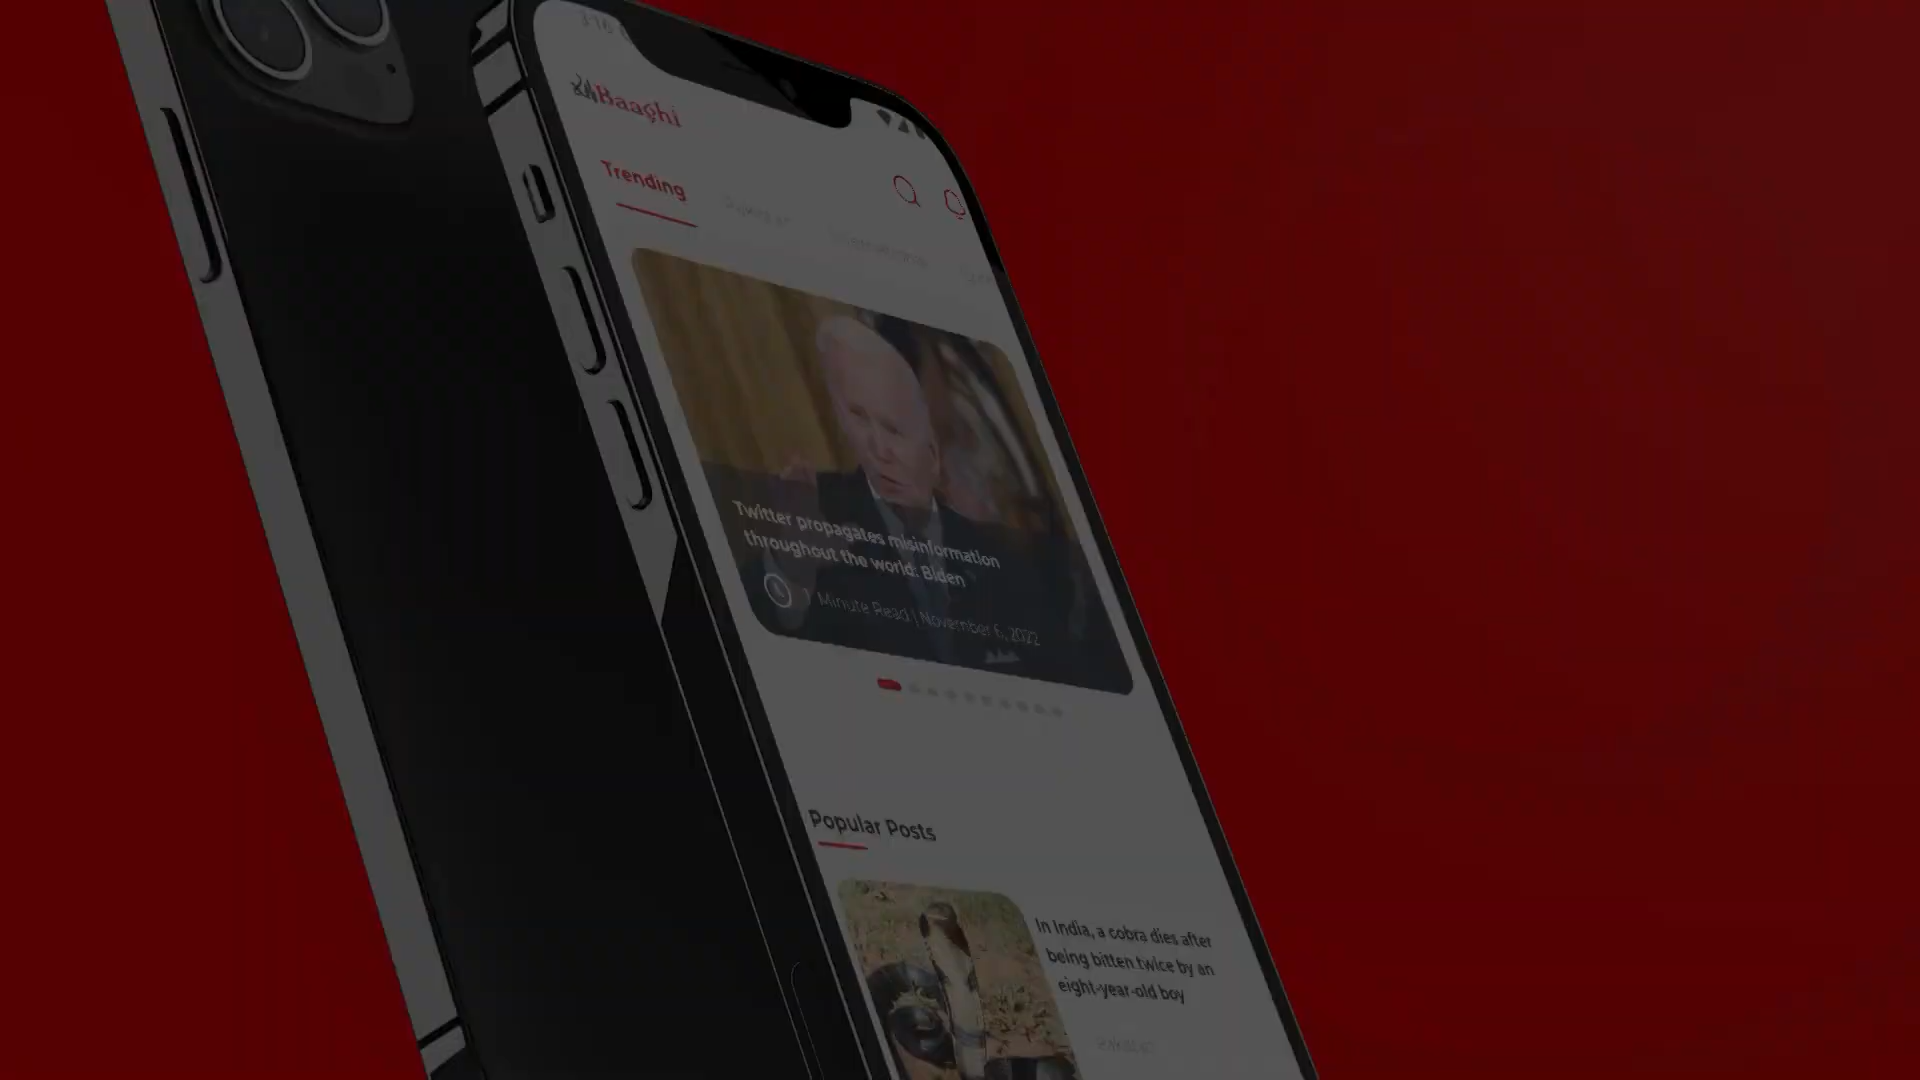 Baaghi
Trending
Twitter propagates misinformation
throughout the world: Biden
1 Minute Read | November 6, 2022
Popular Posts
In India, a cobra dies after
being bitten twice by an
eight-year-old boy